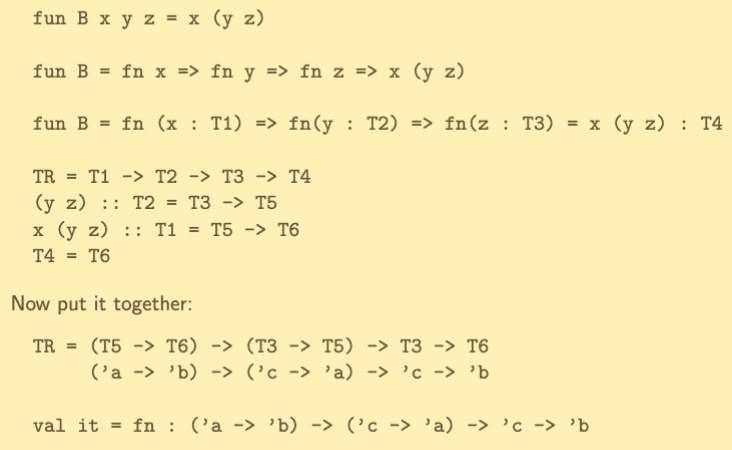 fun B x y z = x (y z)
fun B = fn x => fn y => fn z => x (y z)
fun B = fn (x : T1) => fn(y : T2) => fn(z : T3) = x (y z) : T4
TR = T1 -> T2 -> T3 -> T4
(y z) :: T2 = T3 -> T5
x (y z) :: T1 = T5 -> T6
T4 = T6
Now put it together:
TR = (T5 -> T6) -> (T3 -> T5) -> T3 -> T6
(’a -> ’b) -> (’c -> ’a) -> ’c -> ’b
val it = fn : (’a -> ’b) -> (’c -> ’a) -> ’c -> ’b